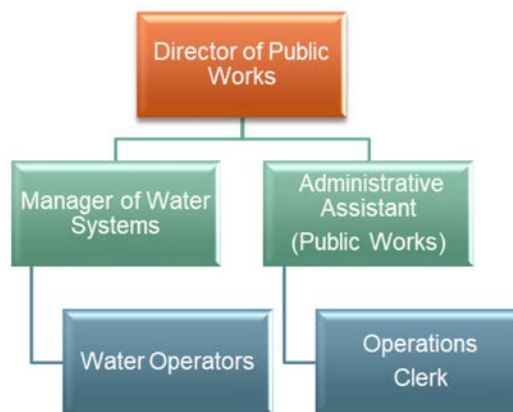 Director of Public
Works
Manager of Water
Systems
Administrative
Assistant
(Public Works)
Water Operators
Operations
Clerk